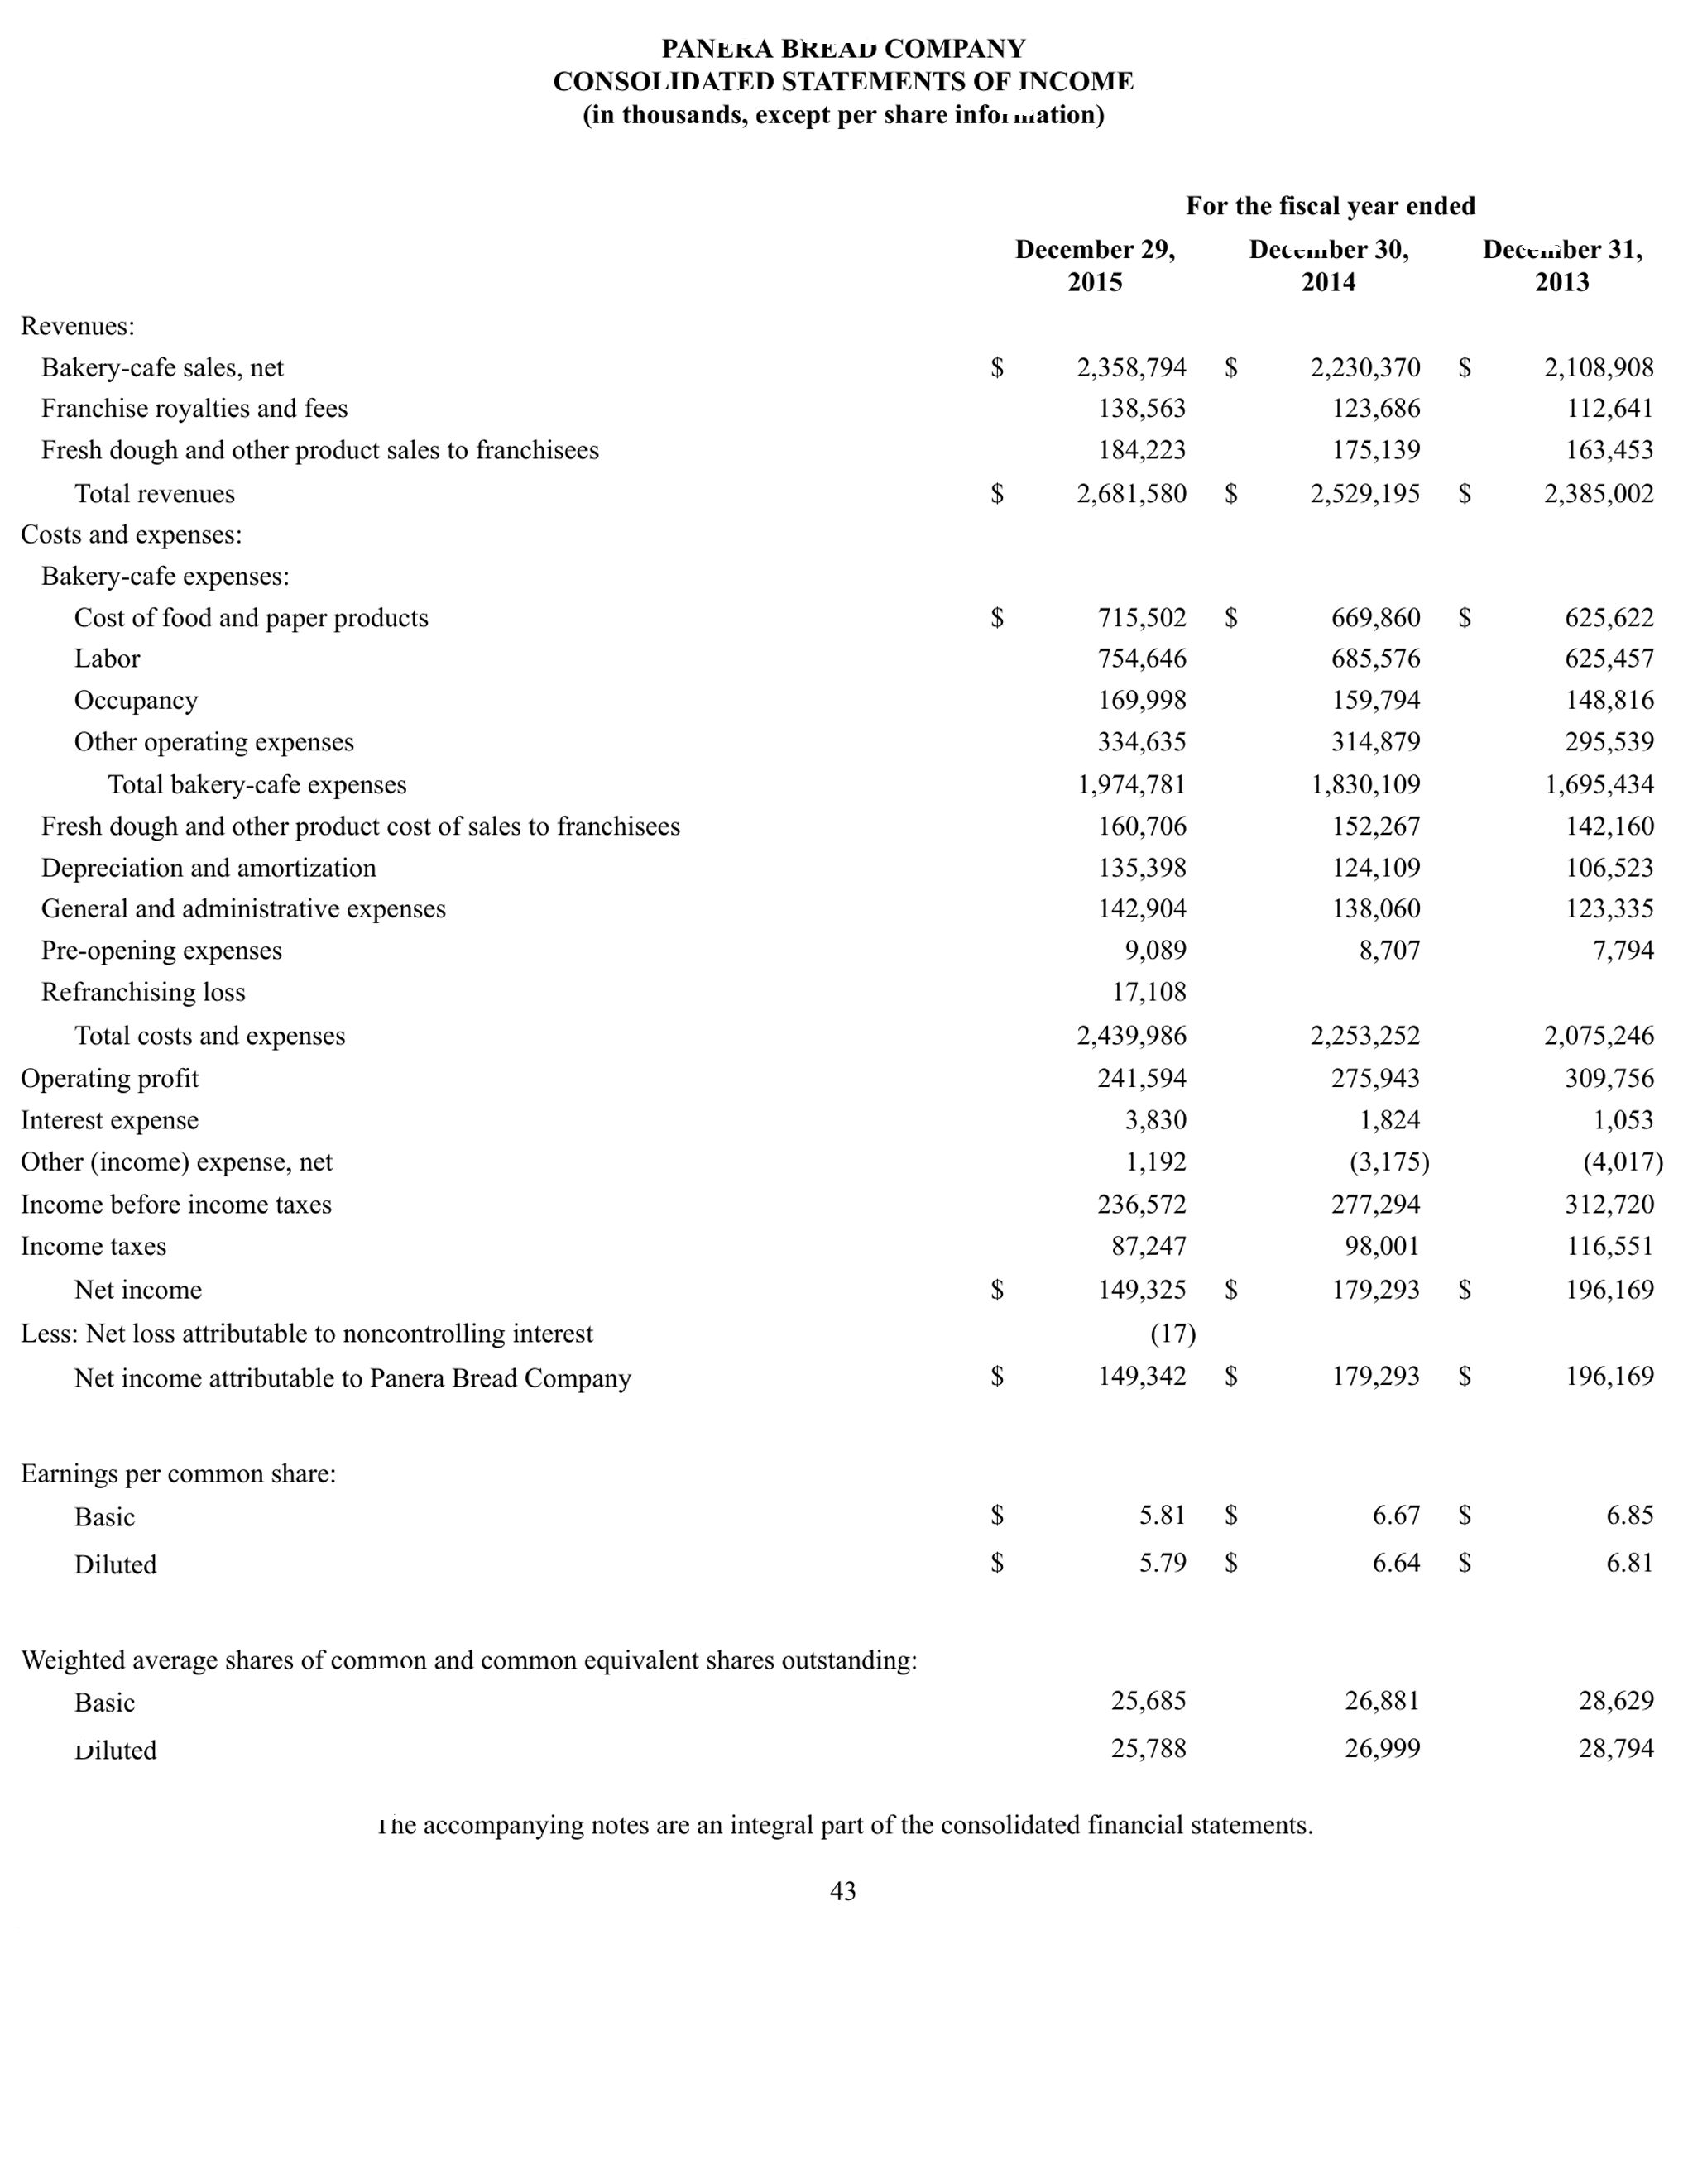 PANERA BREAD COMPANY
CONSOLIDATED STATEMENTS OF INCOME
(in thousands, except per share information)
For the fiscal year ended
December 29, 2015 December 30, 2014 December 31, 2013
Revenues:
Bakery-cafe sales, net $ 2,358,794 $ 2,230,370 $ 2,108,908
Franchise royalties and fees 138,563 123,686 112,641
Fresh dough and other product sales to franchisees 184,223 175,139 163,453
Total revenues $ 2,681,580 $ 2,529,195 $ 2,385,002
Costs and expenses:
Bakery-cafe expenses:
Cost of food and paper products $ 715,502 $ 669,860 $ 625,622
Labor 754,646 685,576 625,457
Occupancy 169,998 159,794 148,816
Other operating expenses 334,635 314,879 295,539
Total bakery-cafe expenses 1,974,781 1,830,109 1,695,434
Fresh dough and other product cost of sales to franchisees 160,706 152,267 142,160
Depreciation and amortization 135,398 124,109 106,523
General and administrative expenses 142,904 138,060 123,335
Pre-opening expenses 9,089 8,707 7,794
Refranchising loss 17,108
Total costs and expenses 2,439,986 2,253,252 2,075,246
Operating profit 241,594 275,943 309,756
Interest expense 3,830 1,824 1,053
Other (income) expense, net 1,192 (3,175) (4,017)
Income before income taxes 236,572 277,294 312,720
Income taxes 87,247 98,001 116,551
Net income $ 149,325 $ 179,293 $ 196,169
Less: Net loss attributable to noncontrolling interest (17)
Net income attributable to Panera Bread Company $ 149,342 $ 179,293 $ 196,169
Earnings per common share:
Basic $ 5.81 $ 6.67 $ 6.85
Diluted $ 5.79 $ 6.64 $ 6.81
Weighted average shares of common and common equivalent shares outstanding:
Basic 25,685 26,881 28,629
Diluted 25,788 26,999 28,794
The accompanying notes are an integral part of the consolidated financial statements.
43